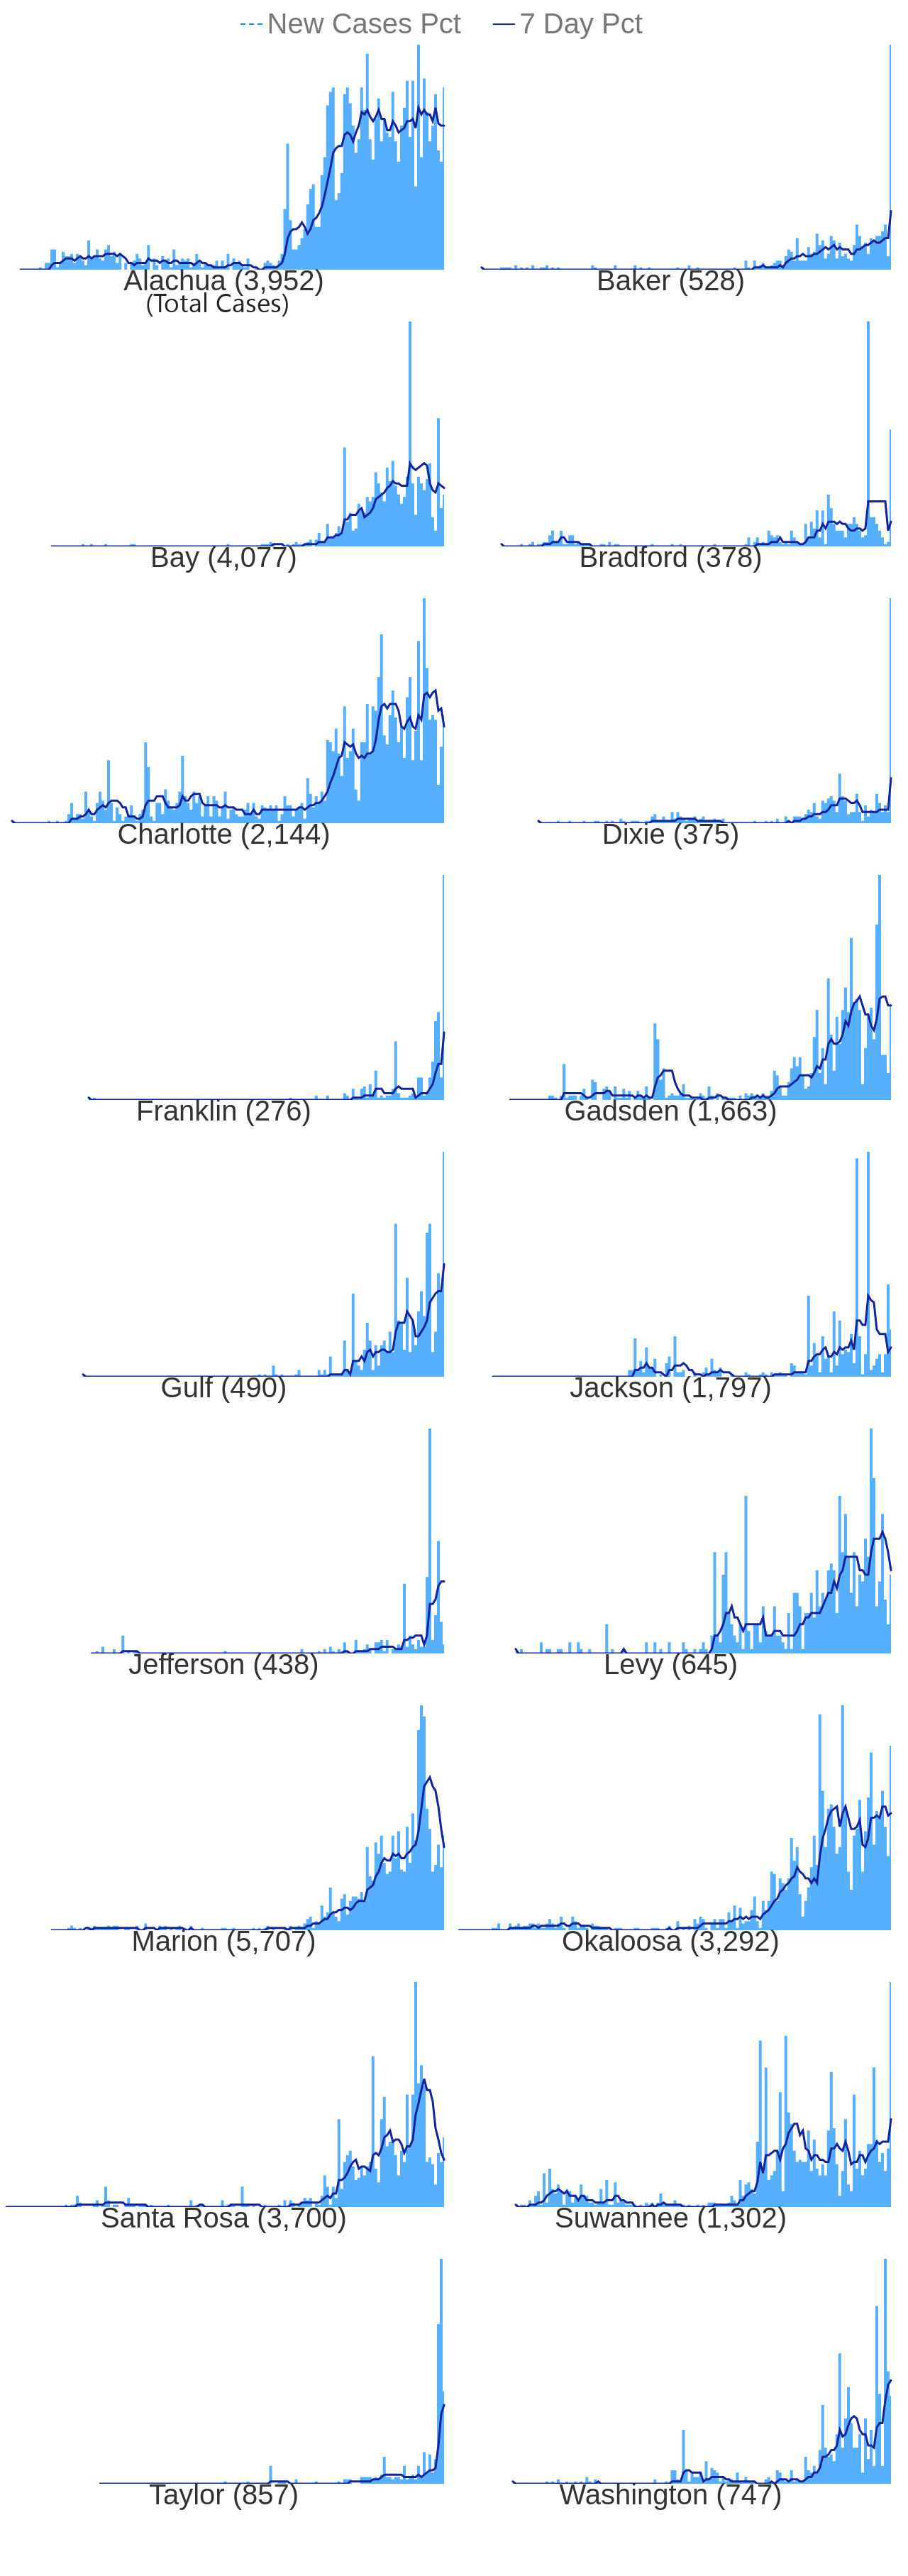 New Cases Pct 7 Day Pct
Alachua (3,952) Baker (528)
(Total Cases)
Bay (4,077) Bradford (378)
Charlotte (2,144) Dixie (375)
Franklin (276) Gadsden (1,663)
Gulf (490) Jackson (1,797)
Jefferson (438) Levy (645)
Marion (5,707) Okaloosa (3,292)
Santa Rosa (3,700) Suwannee (1,302)
Taylor (857) Washington (747)